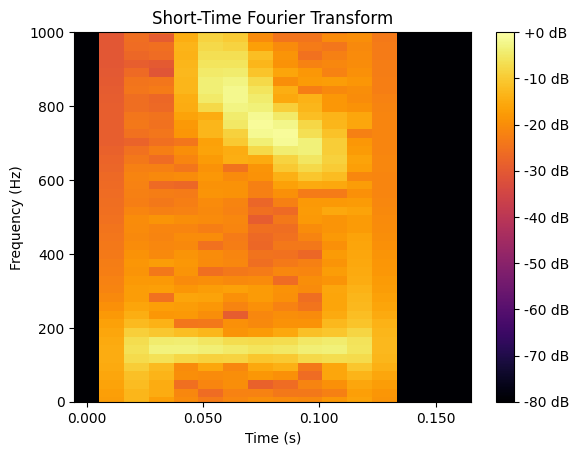 Short-Time Fourier Transform
1000
800
600
400
200
0
Frequency (Hz)
0.000
0.050
0.100
0.150
Time (s)
+0 dB
-10 dB
-20 dB
-30 dB
-40 dB
-50 dB
-60 dB
-70 dB
-80 dB